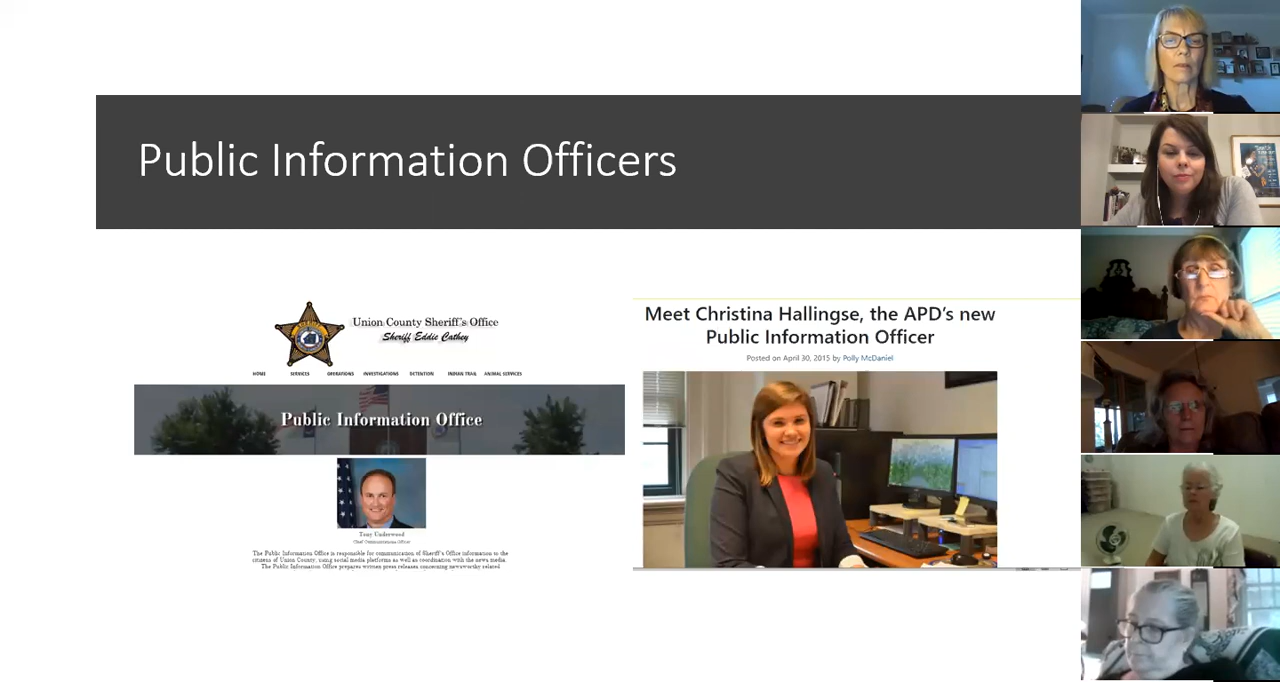 Public Information Officers
Union County Sheriff's Office
Sheriff Eddie Cathey
HOME SERVICES OPERATIONS INVESTIGATIONS DETENTION INDIAN TRAIL ANIMAL SERVICES
Public Information Office
Tony Underwood
Chief Communications Officer
The Public Information Office is responsible for communication of Sheriff's Office information to the
citizens of Union County, using social media platforms as well as coordination with the news media.
The Public Information Office prepares written press releases concerning newsworthy related
Meet Christina Hallingse, the APD's new
Public Information Officer
Posted on April 30, 2015 by Polly McDaniel